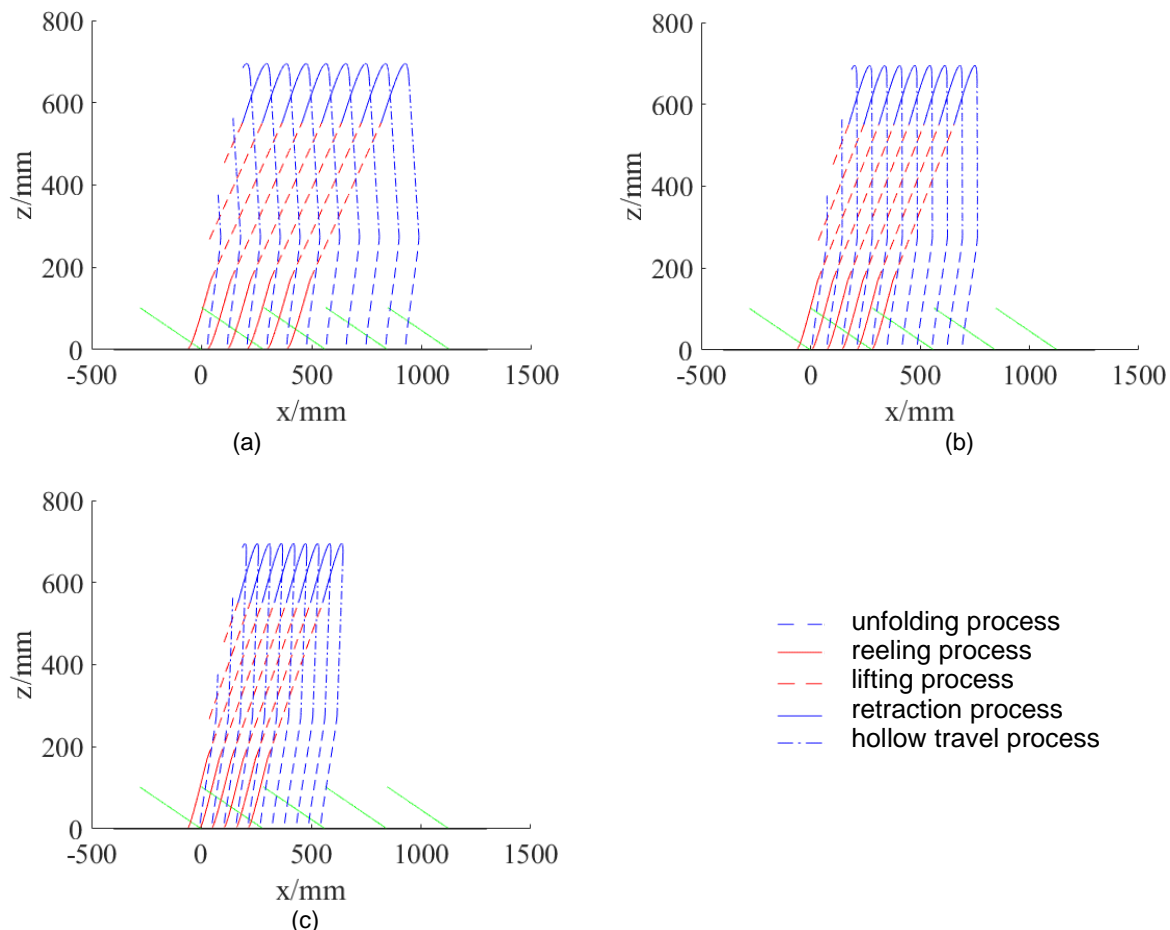 800
600
400
200
0
z/mm
-500 0 500 1000 1500
x/mm
(a)
800
600
400
200
0
z/mm
-500 0 500 1000 1500
x/mm
(b)
800
600
400
200
0
z/mm
-500 0 500 1000 1500
x/mm
(c)
unfolding process
reeling process
lifting process
retraction process
hollow travel process